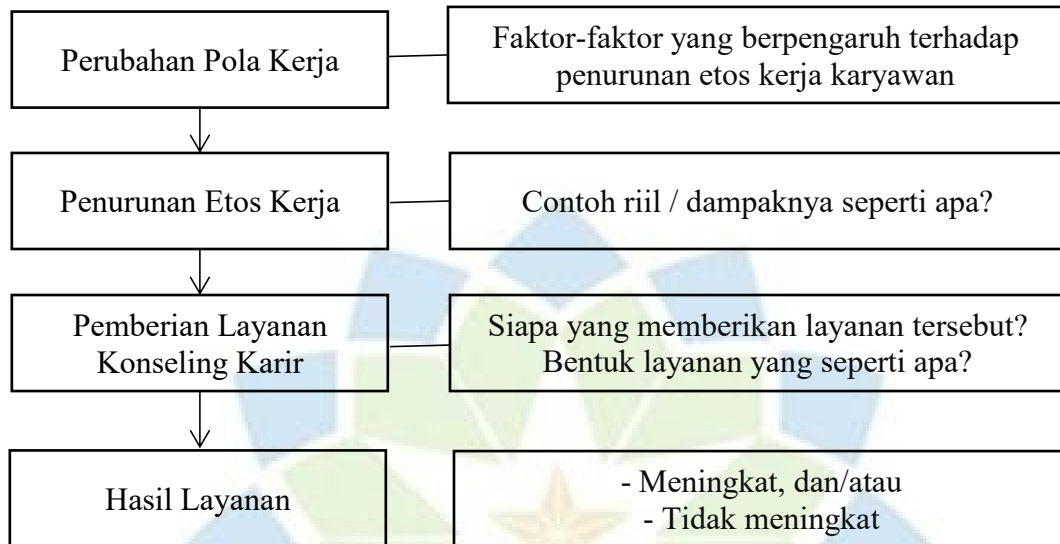 Perubahan Pola Kerja
Faktor-faktor yang berpengaruh terhadap
penurunan etos kerja karyawan
Penurunan Etos Kerja
Contoh riil / dampaknya seperti apa?
Pemberian Layanan
Konseling Karir
Siapa yang memberikan layanan tersebut?
Bentuk layanan yang seperti apa?
Hasil Layanan
- Meningkat, dan/atau
- Tidak meningkat